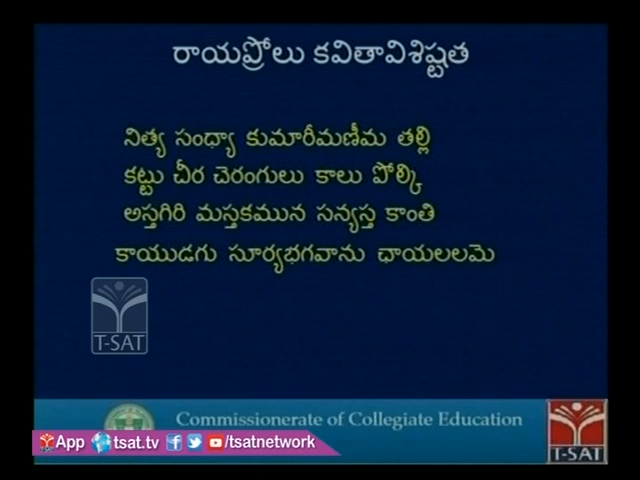 రాయప్రోలు కవితావిశిష్టత
నిత్య సంధ్యా కుమారీమణీమ తల్లి
కట్టు చీర చెరంగులు కాలు పోల్కి
అస్తగిరి మస్తకమున సన్యస్త కాంతి
కాయుడగు సూర్యభగవాను ఛాయలలమె
T-SAT
Commissionerate of Collegiate Education
App tsat.tv /tsatnetwork
T-SAT